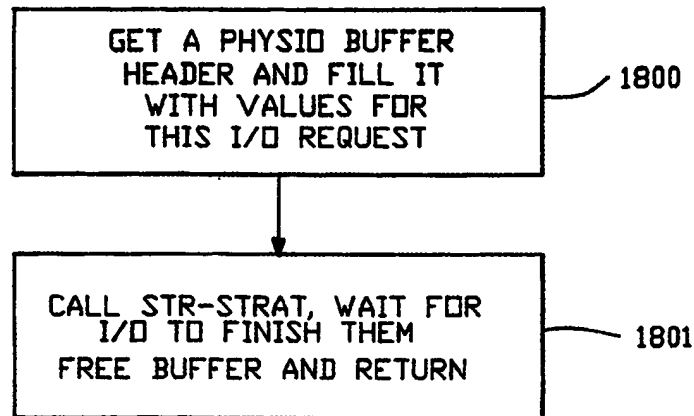 GET A PHYSIO BUFFER
HEADER AND FILL IT
WITH VALUES FOR
THIS I/O REQUEST
1800
CALL STR-STRAT, WAIT FOR
I/O TO FINISH THEM
FREE BUFFER AND RETURN
1801